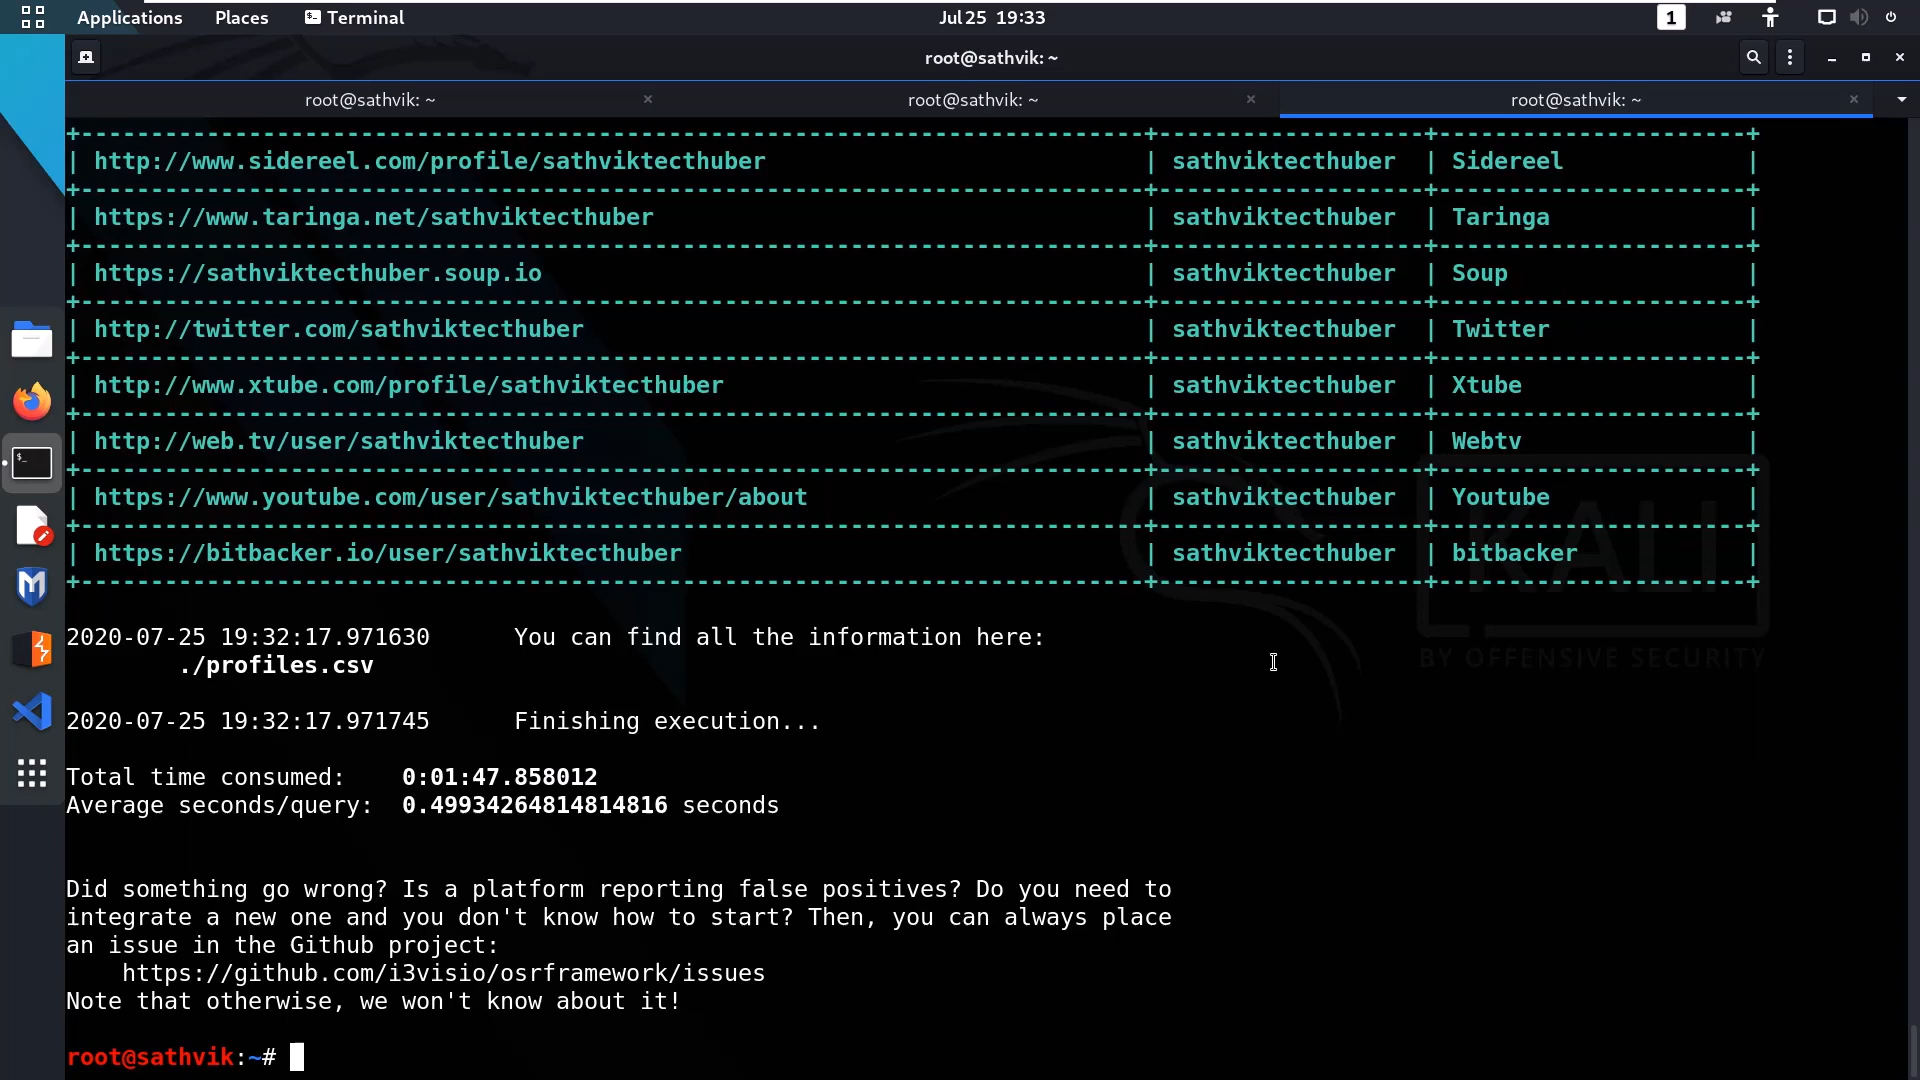 Applications Places Terminal Jul 25 19:33 1
root@sathvik: ~
root@sathvik: ~ × root@sathvik: ~ × root@sathvik: ~ ×
+----------------------------------------------------------------------------+-------------------+----------------------+
| http://www.sidereel.com/profile/sathviktecthuber | sathviktecthuber | Sidereel |
+----------------------------------------------------------------------------+-------------------+----------------------+
| https://www.taringa.net/sathviktecthuber | sathviktecthuber | Taringa |
+----------------------------------------------------------------------------+-------------------+----------------------+
| https://sathviktecthuber.soup.io | sathviktecthuber | Soup |
+----------------------------------------------------------------------------+-------------------+----------------------+
| http://twitter.com/sathviktecthuber | sathviktecthuber | Twitter |
+----------------------------------------------------------------------------+-------------------+----------------------+
| http://www.xtube.com/profile/sathviktecthuber | sathviktecthuber | Xtube |
+----------------------------------------------------------------------------+-------------------+----------------------+
| http://web.tv/user/sathviktecthuber | sathviktecthuber | Webtv |
+----------------------------------------------------------------------------+-------------------+----------------------+
| https://www.youtube.com/user/sathviktecthuber/about | sathviktecthuber | Youtube |
+----------------------------------------------------------------------------+-------------------+----------------------+
| https://bitbacker.io/user/sathviktecthuber | sathviktecthuber | bitbacker |
+----------------------------------------------------------------------------+-------------------+----------------------+
KALI
BY OFFENSIVE SECURITY
2020-07-25 19:32:17.971630 You can find all the information here:
./profiles.csv
2020-07-25 19:32:17.971745 Finishing execution...
Total time consumed: 0:01:47.858012
Average seconds/query: 0.49934264814814816 seconds
Did something go wrong? Is a platform reporting false positives? Do you need to
integrate a new one and you don't know how to start? Then, you can always place
an issue in the Github project:
https://github.com/i3visio/osrframework/issues
Note that otherwise, we won't know about it!
root@sathvik:~#